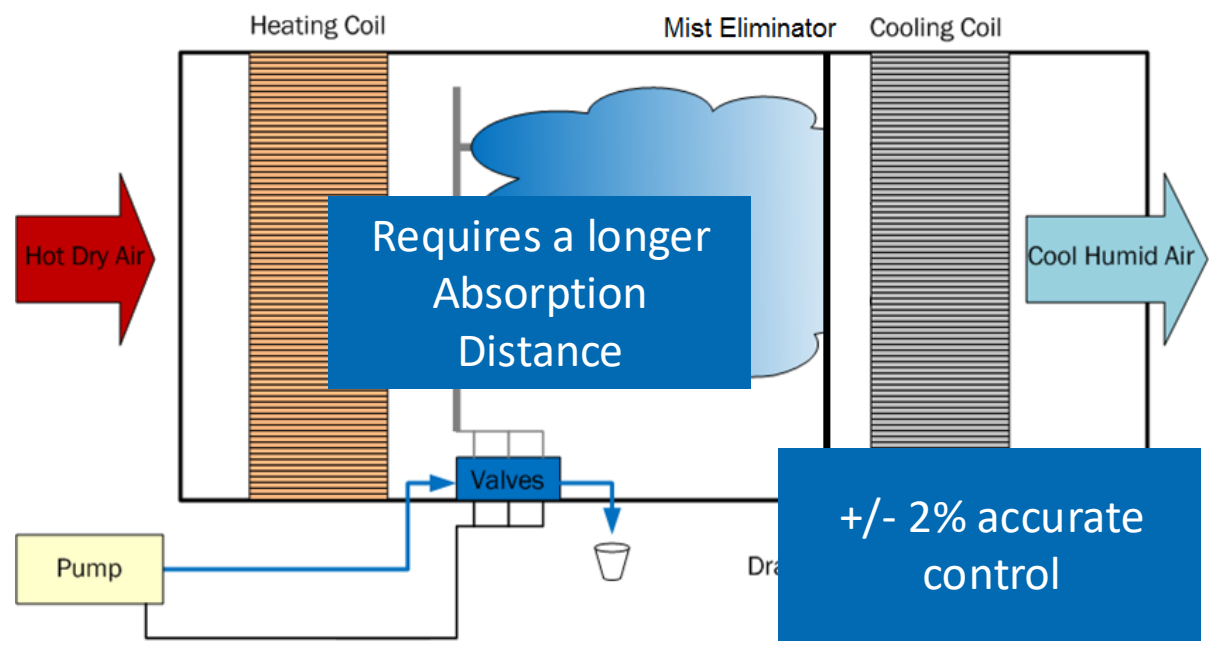 Heating Coil
Mist Eliminator
Cooling Coil
Hot Dry Air
Requires a longer
Absorption
Distance
Cool Humid Air
Valves
+/- 2% accurate
control
Pump